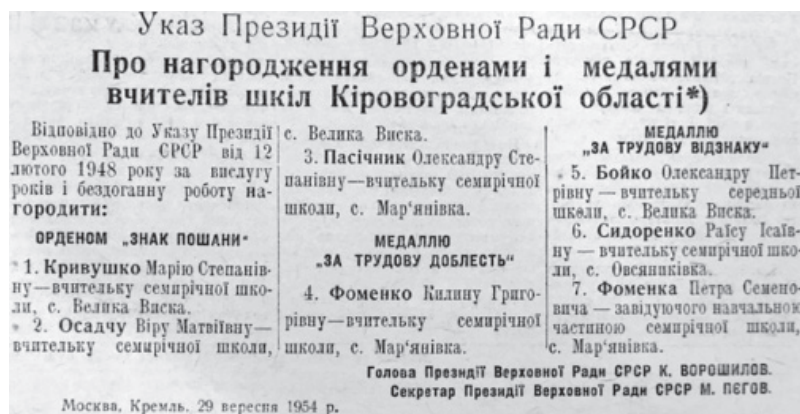 Указ Президії Верховної Ради СРСР
Про нагородження орденами і медалями
вчителів шкіл Кіровоградської області*)
Відповідно до Указу Президії
Верховної Ради СРСР від 12
лютого 1948 року за вислугу
років і бездоганну роботу на-
городити:
ОРДЕНОМ „ЗНАК ПОШАНИ"
1. Кривушко Марію Степанів-
ну—вчительку семирічної шко-
ли, с. Велика Виска.
2. Осадчу Віру Матвіївну—
вчительку семирічної школи,
с. Велика Виска.
3. Пасічник Олександру Сте-
панівну—вчительку семирічної
школи, с. Мар'янівка.
МЕДАЛЛЮ
„ЗА ТРУДОВУ ДОБЛЕСТЬ"
4. Фоменко Килину Григо-
рівну—вчительку семирічної
школи, с. Мар'янівка.
МЕДАЛЛЮ
„ЗА ТРУДОВУ ВІДЗНАКУ"
5. Бойко Олександру Пет-
рівну—вчительку середньої
школи, с. Велика Виска.
6. Сидоренко Раїсу Ісаїв-
ну — вчительку семирічної шко-
ли, с. Овсяниківка.
7. Фоменка Петра Семено-
вича — завідуючого навчальною
частиною семирічної школи,
с. Мар'янівка.
Голова Президії Верховної Ради СРСР К. ВОРОШИЛОВ.
Секретар Президії Верховної Ради СРСР М. ПЄГОВ.
Москва, Кремль. 29 вересня 1954 р.